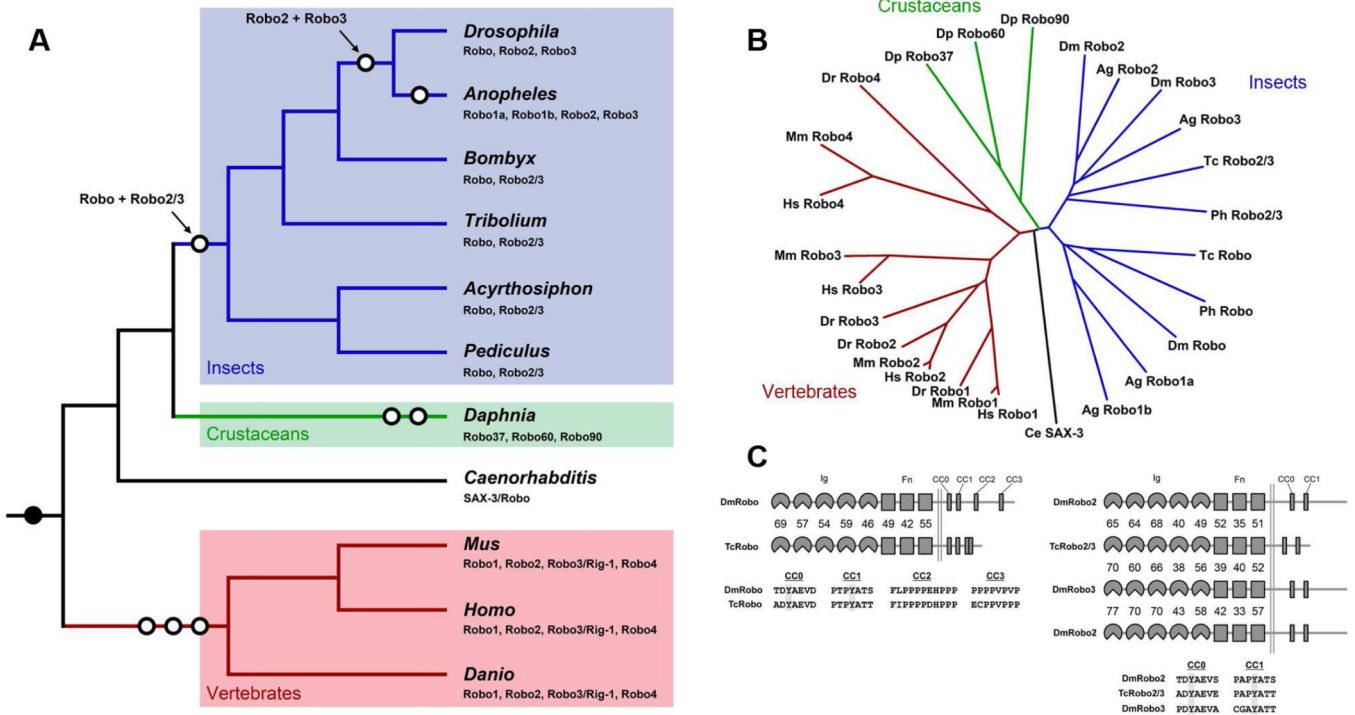 A
Robo2 + Robo3
Drosophila
Robo, Robo2, Robo3
Anopheles
Robo1a, Robo1b, Robo2, Robo3
Bombyx
Robo, Robo2/3
Robo + Robo2/3
Tribolium
Robo, Robo2/3
Acyrthosiphon
Robo, Robo2/3
Pediculus
Robo, Robo2/3
Insects
Daphnia
Robo37, Robo60, Robo90
Crustaceans
Caenorhabditis
SAX-3/Robo
Mus
Robo1, Robo2, Robo3/Rig-1, Robo4
Homo
Robo1, Robo2, Robo3/Rig-1, Robo4
Danio
Robo1, Robo2, Robo3/Rig-1, Robo4
Vertebrates
B
Crustaceans
Dp Robo90
Dp Robo60
Dp Robo37
Dm Robo2
Ag Robo2
Dm Robo3
Insects
Ag Robo3
Tc Robo2/3
Ph Robo2/3
Tc Robo
Ph Robo
Dm Robo
Ag Robo1a
Ag Robo1b
Ce SAX-3
Hs Robo1
Mm Robo1
Dr Robo1
Hs Robo2
Mm Robo2
Dr Robo2
Dr Robo3
Hs Robo3
Mm Robo3
Hs Robo4
Mm Robo4
Dr Robo4
Vertebrates
C
Ig Fn CC0 CC1 CC2 CC3
DmRobo
69 57 54 59 46 49 42 55
TcRobo
CC0 CC1 CC2 CC3
DmRobo TDYAEVD PTPYATS FLPPPPEHPPP PPPPVPVP
TcRobo ADYAEVD PTPYATT FIPPPPDHPPP ECPPVPPP
Ig Fn CC0 CC1
DmRobo2
65 64 68 40 49 52 35 51
TcRobo2/3
70 60 66 38 56 39 40 52
DmRobo3
77 70 70 43 58 42 33 57
DmRobo2
CC0 CC1
DmRobo2 TDYAEVS PAPYATS
TcRobo2/3 ADYAEVE PAPYATT
DmRobo3 PDYAEVA CGAYATT